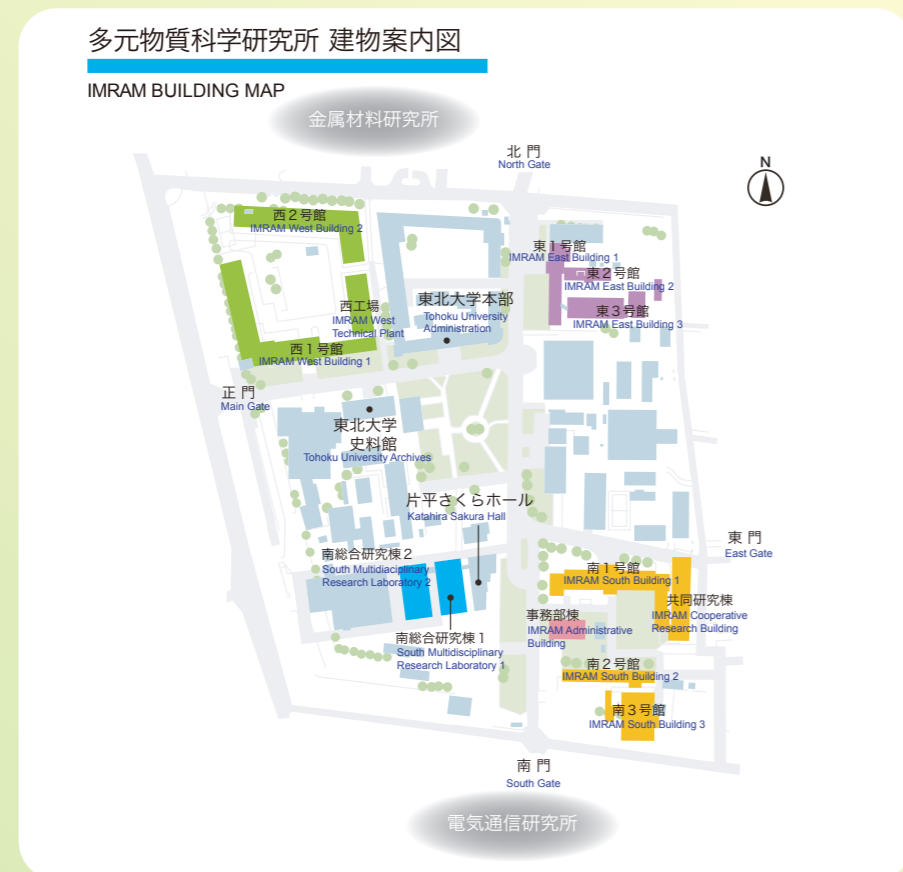 多元物質科学研究所 建物案内図
IMRAM BUILDING MAP
金属材料研究所
北 門
North Gate
N
西２号館
IMRAM West Building 2
東１号館
IMRAM East Building 1
東２号館
IMRAM East Building 2
東３号館
IMRAM East Building 3
西工場
IMRAM West
Technical Plant
東北大学本部
Tohoku University
Administration
西１号館
IMRAM West Building 1
正 門
Main Gate
東北大学
史料館
Tohoku University Archives
片平さくらホール
Katahira Sakura Hall
東 門
East Gate
南総合研究棟２
South Multidiaciplinary
Research Laboratory 2
南１号館
IMRAM South Building 1
共同研究棟
IMRAM Cooperative
Research Building
事務部棟
IMRAM Administrative
Building
南総合研究棟１
South Multidisciplinary
Research Laboratory 1
南２号館
IMRAM South Building 2
南３号館
IMRAM South Building 3
南 門
South Gate
電気通信研究所